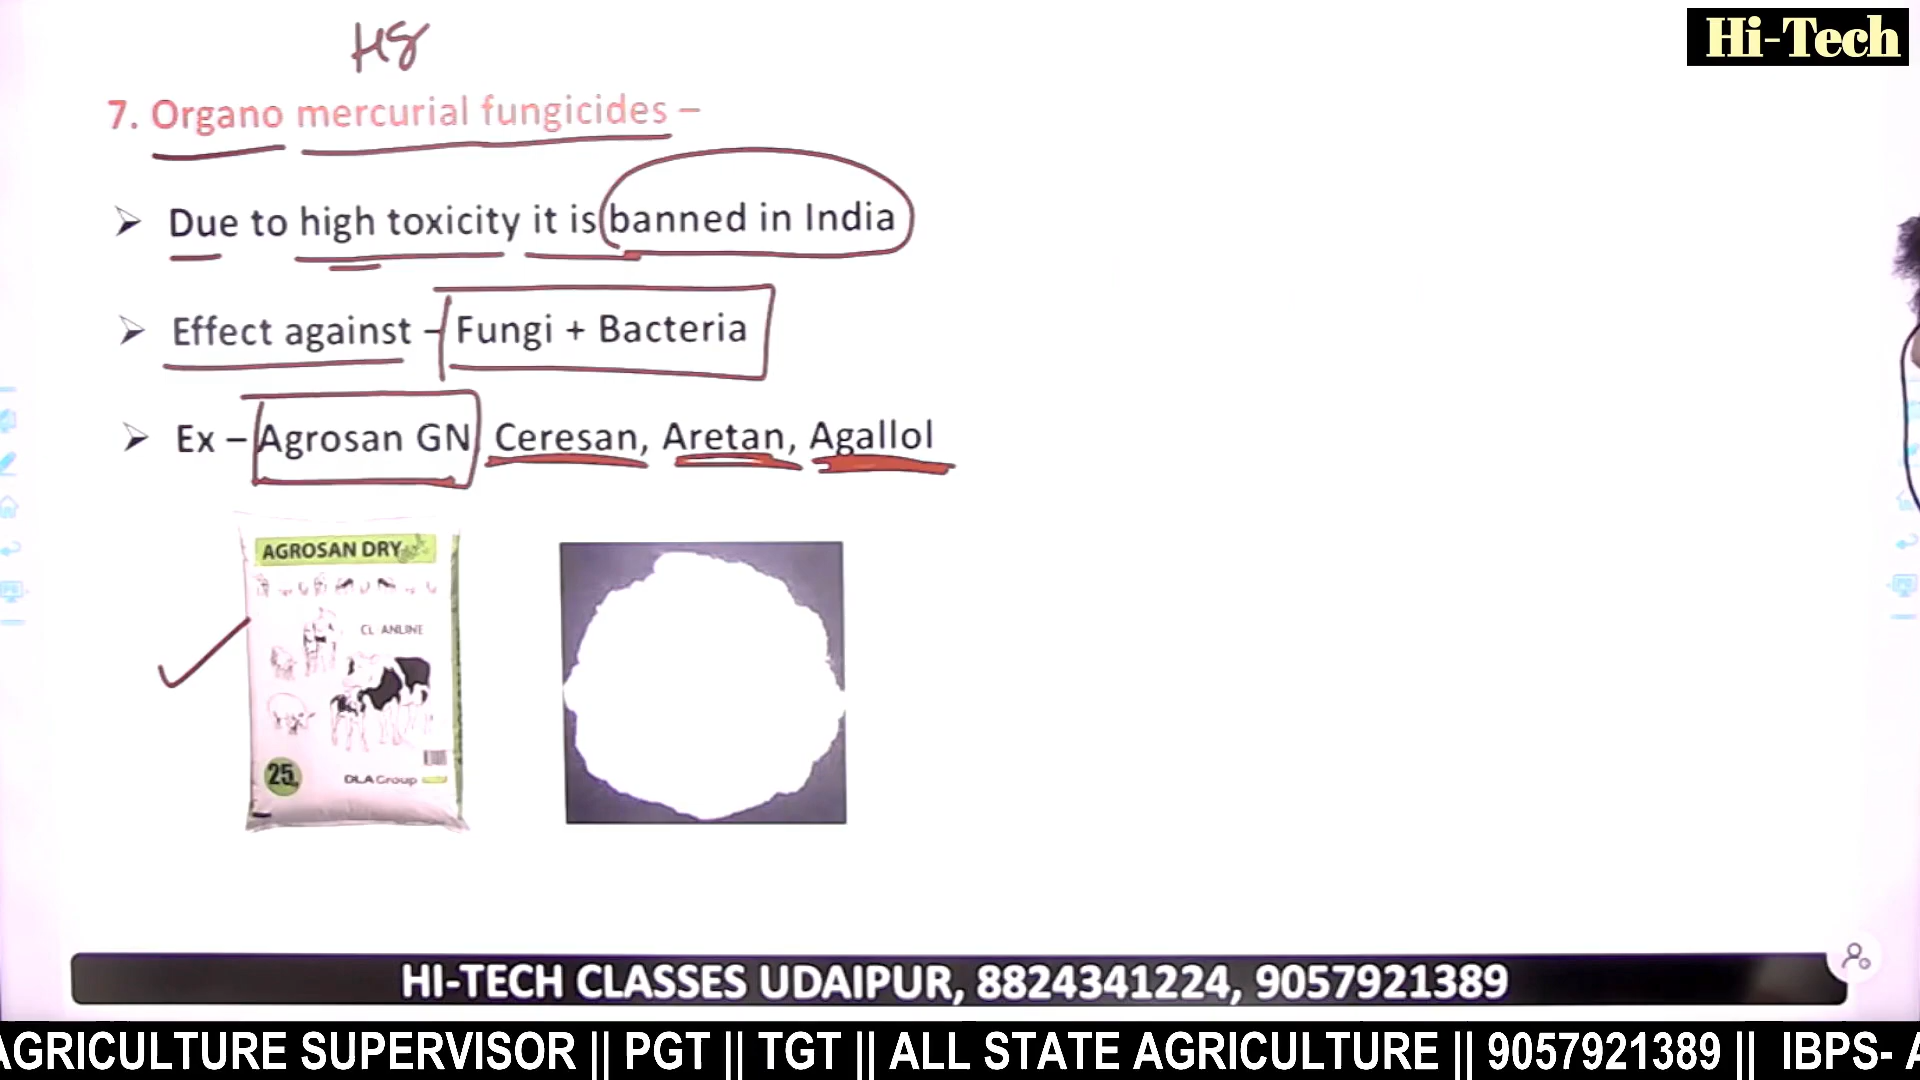 Hg
Hi-Tech
7. Organo mercurial fungicides –
➢ Due to high toxicity it is banned in India
➢ Effect against – Fungi + Bacteria
➢ Ex – Agrosan GN Ceresan, Aretan, Agallol
AGROSAN DRY
25
DLA Group
HI-TECH CLASSES UDAIPUR, 8824341224, 9057921389
AGRICULTURE SUPERVISOR || PGT || TGT || ALL STATE AGRICULTURE || 9057921389 || IBPS- A